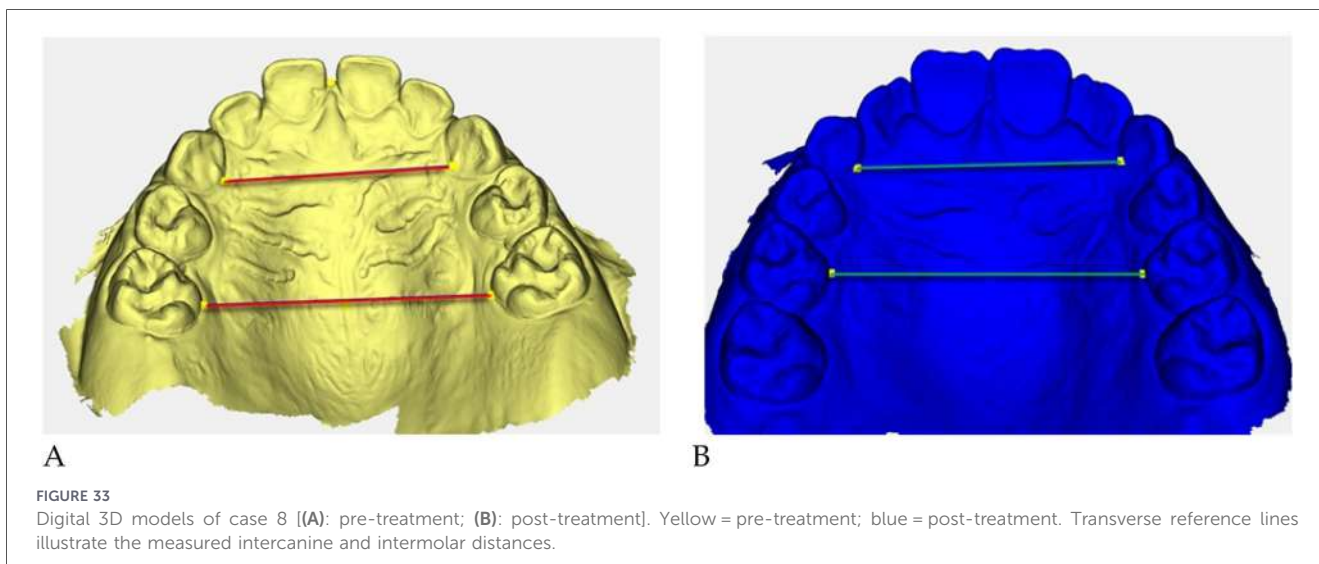 A
B
FIGURE 33
Digital 3D models of case 8 [(A): pre-treatment; (B): post-treatment]. Yellow = pre-treatment; blue = post-treatment. Transverse reference lines
illustrate the measured intercanine and intermolar distances.